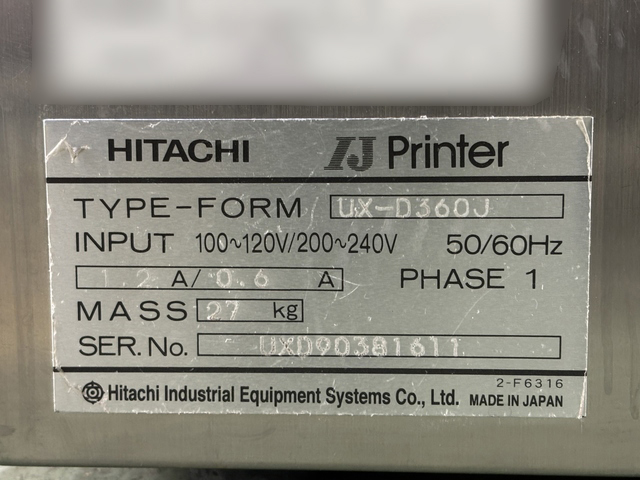 HITACHI IJ Printer
TYPE-FORM UX-D360J
INPUT 100~120V/200~240V 50/60Hz
1.2 A/ 0.6 A PHASE 1
MASS 27 kg
SER. No. UXD90381611
2-F6316
Hitachi Industrial Equipment Systems Co., Ltd. MADE IN JAPAN